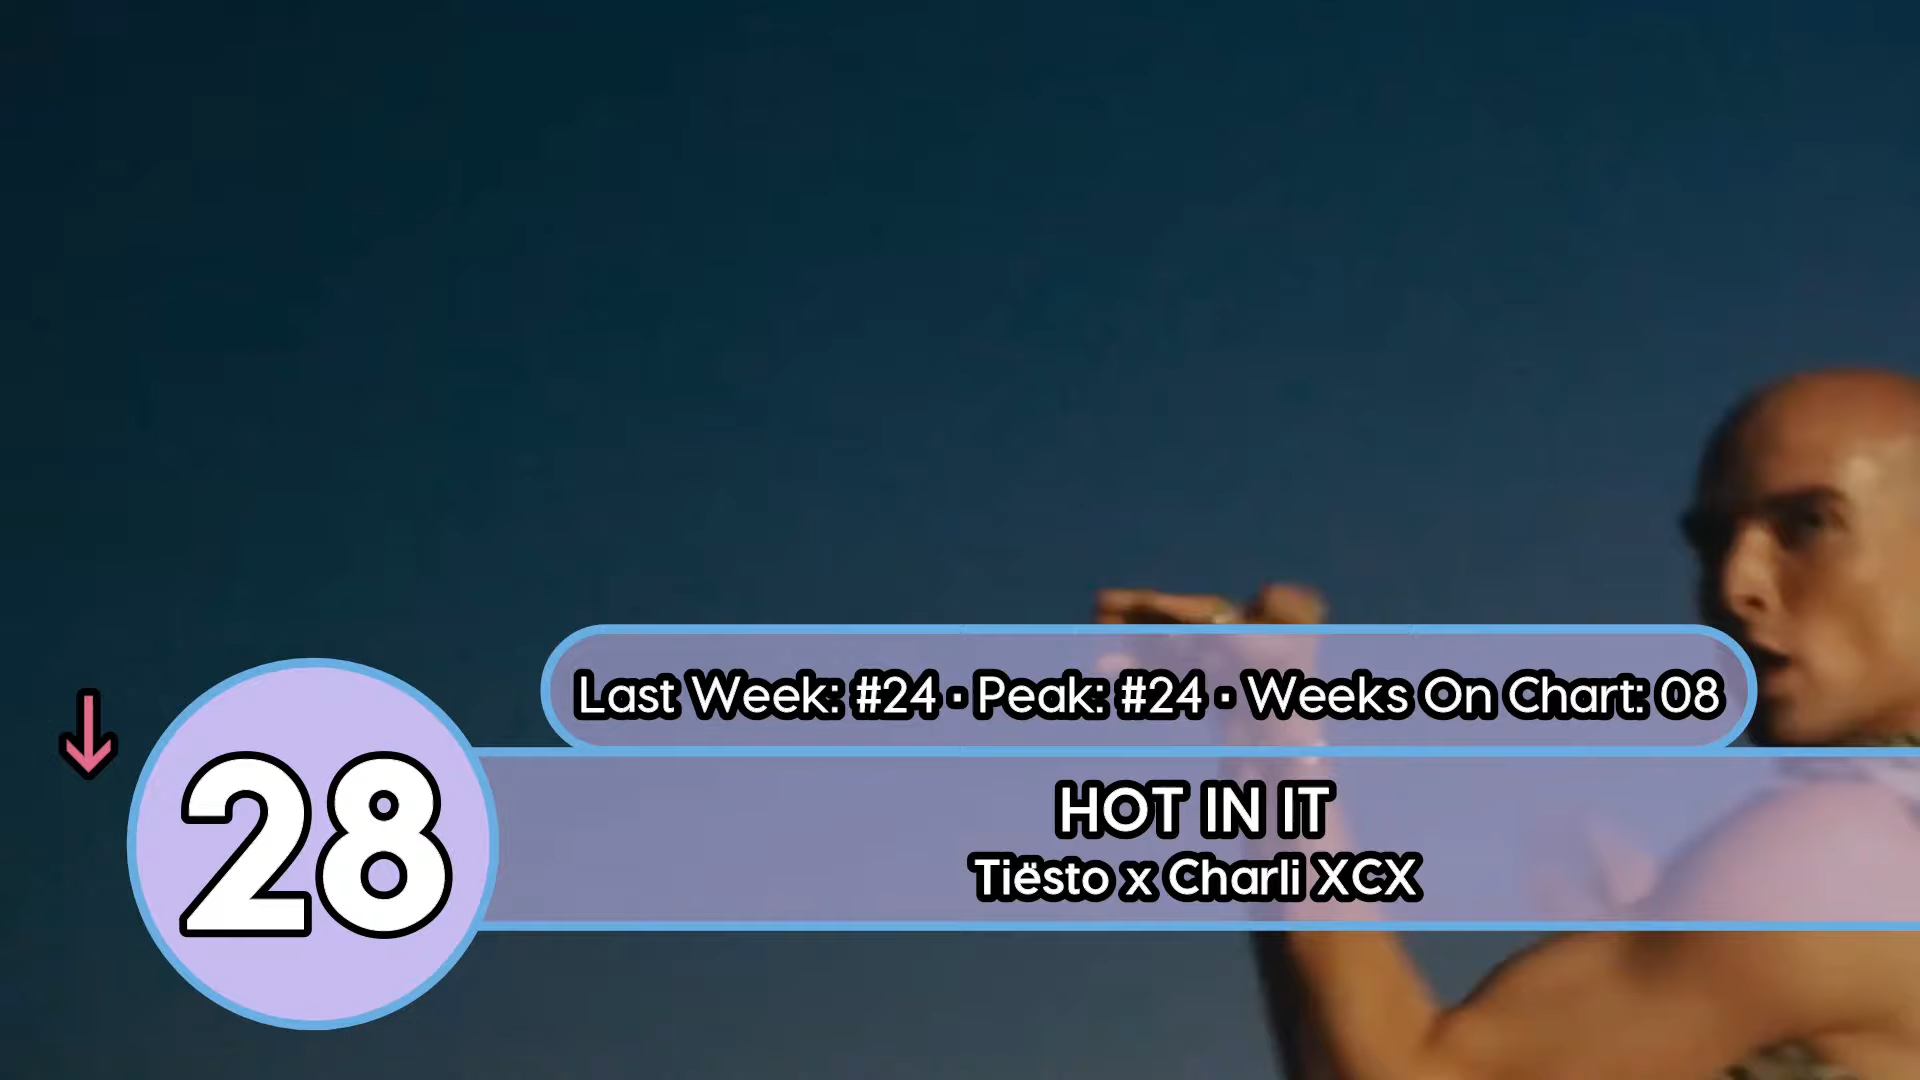 Last Week: #24 • Peak: #24 • Weeks On Chart: 08
28
HOT IN IT
Tiësto x Charli XCX